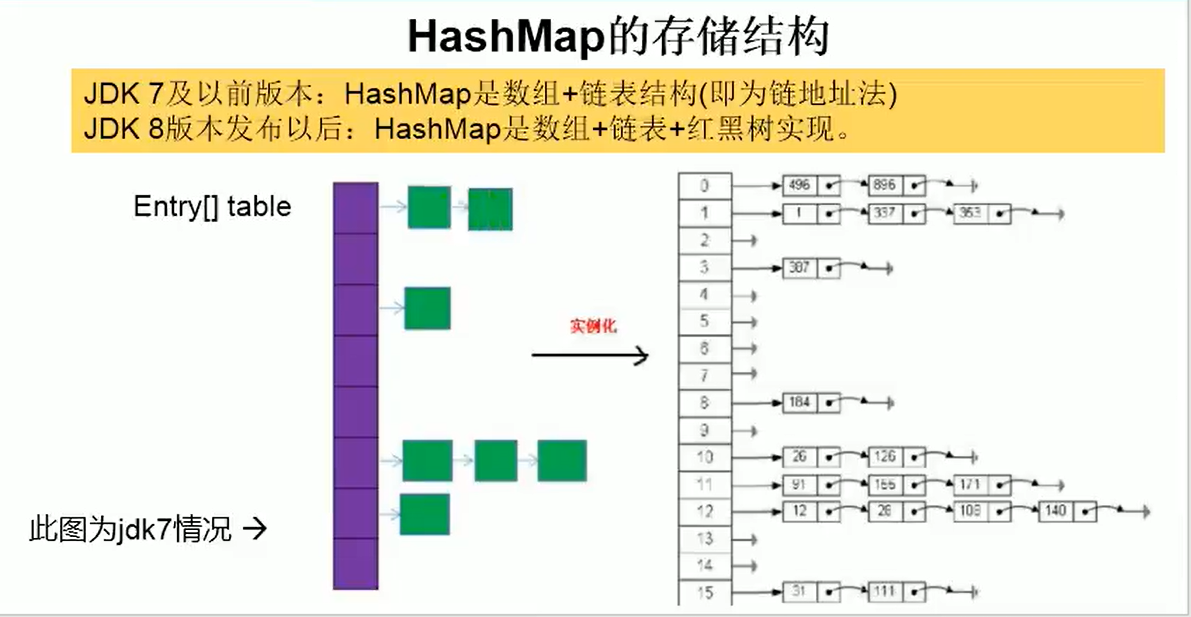 HashMap的存储结构
JDK 7及以前版本：HashMap是数组+链表结构(即为链地址法)
JDK 8版本发布以后：HashMap是数组+链表+红黑树实现。
Entry[] table
实例化
此图为jdk7情况 →
0 496 896
1 1 337 353
2
3 387
4
5
6
7
8 184
9
10 26 126
11 91 155 171
12 12 28 108 140
13
14
15 31 111